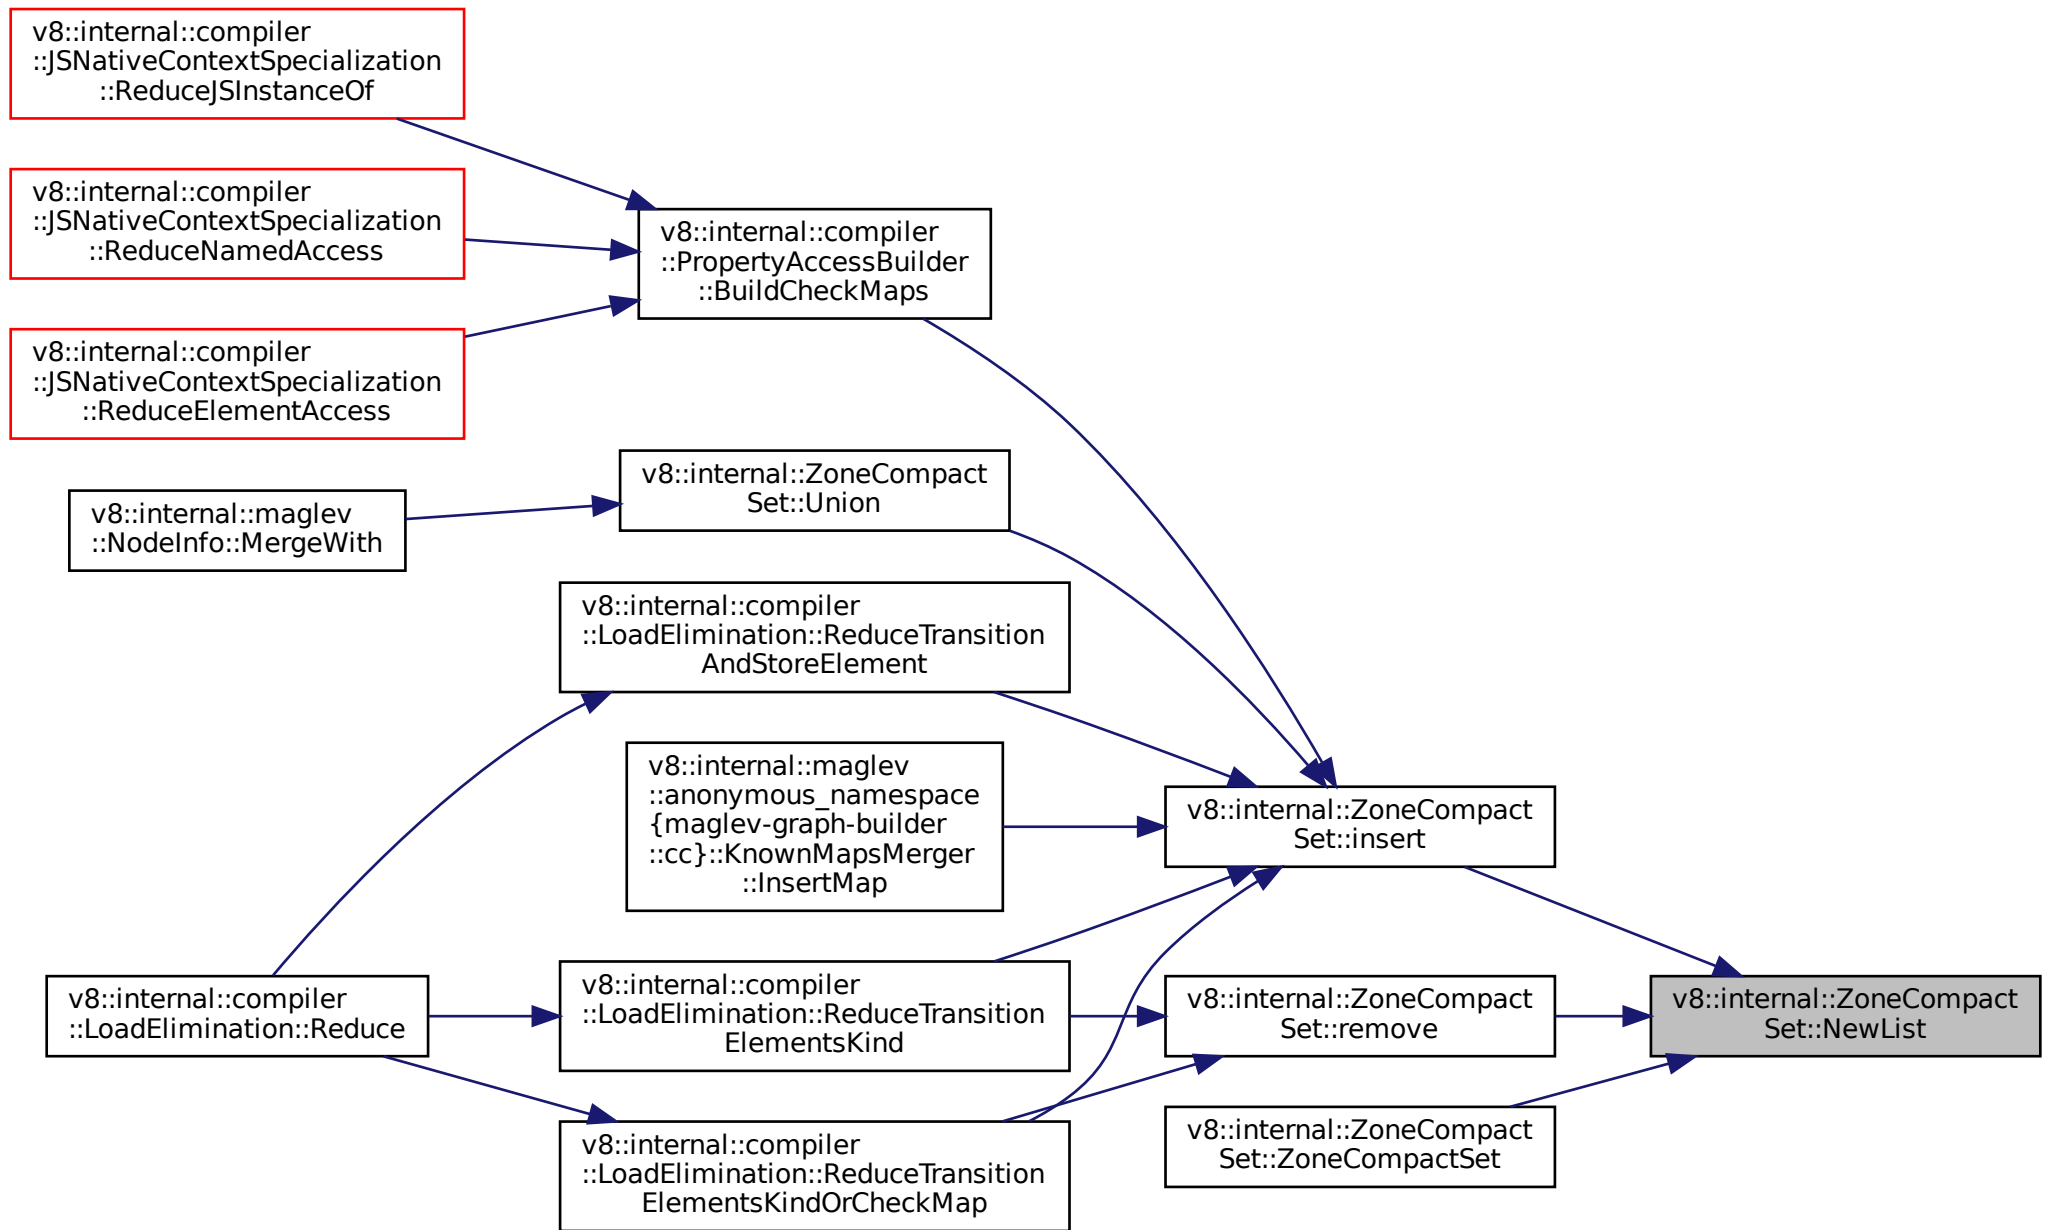 v8::internal::compiler
::JSNativeContextSpecialization
::ReduceJSInstanceOf
v8::internal::compiler
::JSNativeContextSpecialization
::ReduceNamedAccess
v8::internal::compiler
::JSNativeContextSpecialization
::ReduceElementAccess
v8::internal::compiler
::PropertyAccessBuilder
::BuildCheckMaps
v8::internal::maglev
::NodeInfo::MergeWith
v8::internal::ZoneCompact
Set::Union
v8::internal::compiler
::LoadElimination::ReduceTransition
AndStoreElement
v8::internal::maglev
::anonymous_namespace
{maglev-graph-builder
::cc}::KnownMapsMerger
::InsertMap
v8::internal::ZoneCompact
Set::insert
v8::internal::compiler
::LoadElimination::Reduce
v8::internal::compiler
::LoadElimination::ReduceTransition
ElementsKind
v8::internal::ZoneCompact
Set::remove
v8::internal::ZoneCompact
Set::NewList
v8::internal::compiler
::LoadElimination::ReduceTransition
ElementsKindOrCheckMap
v8::internal::ZoneCompact
Set::ZoneCompactSet